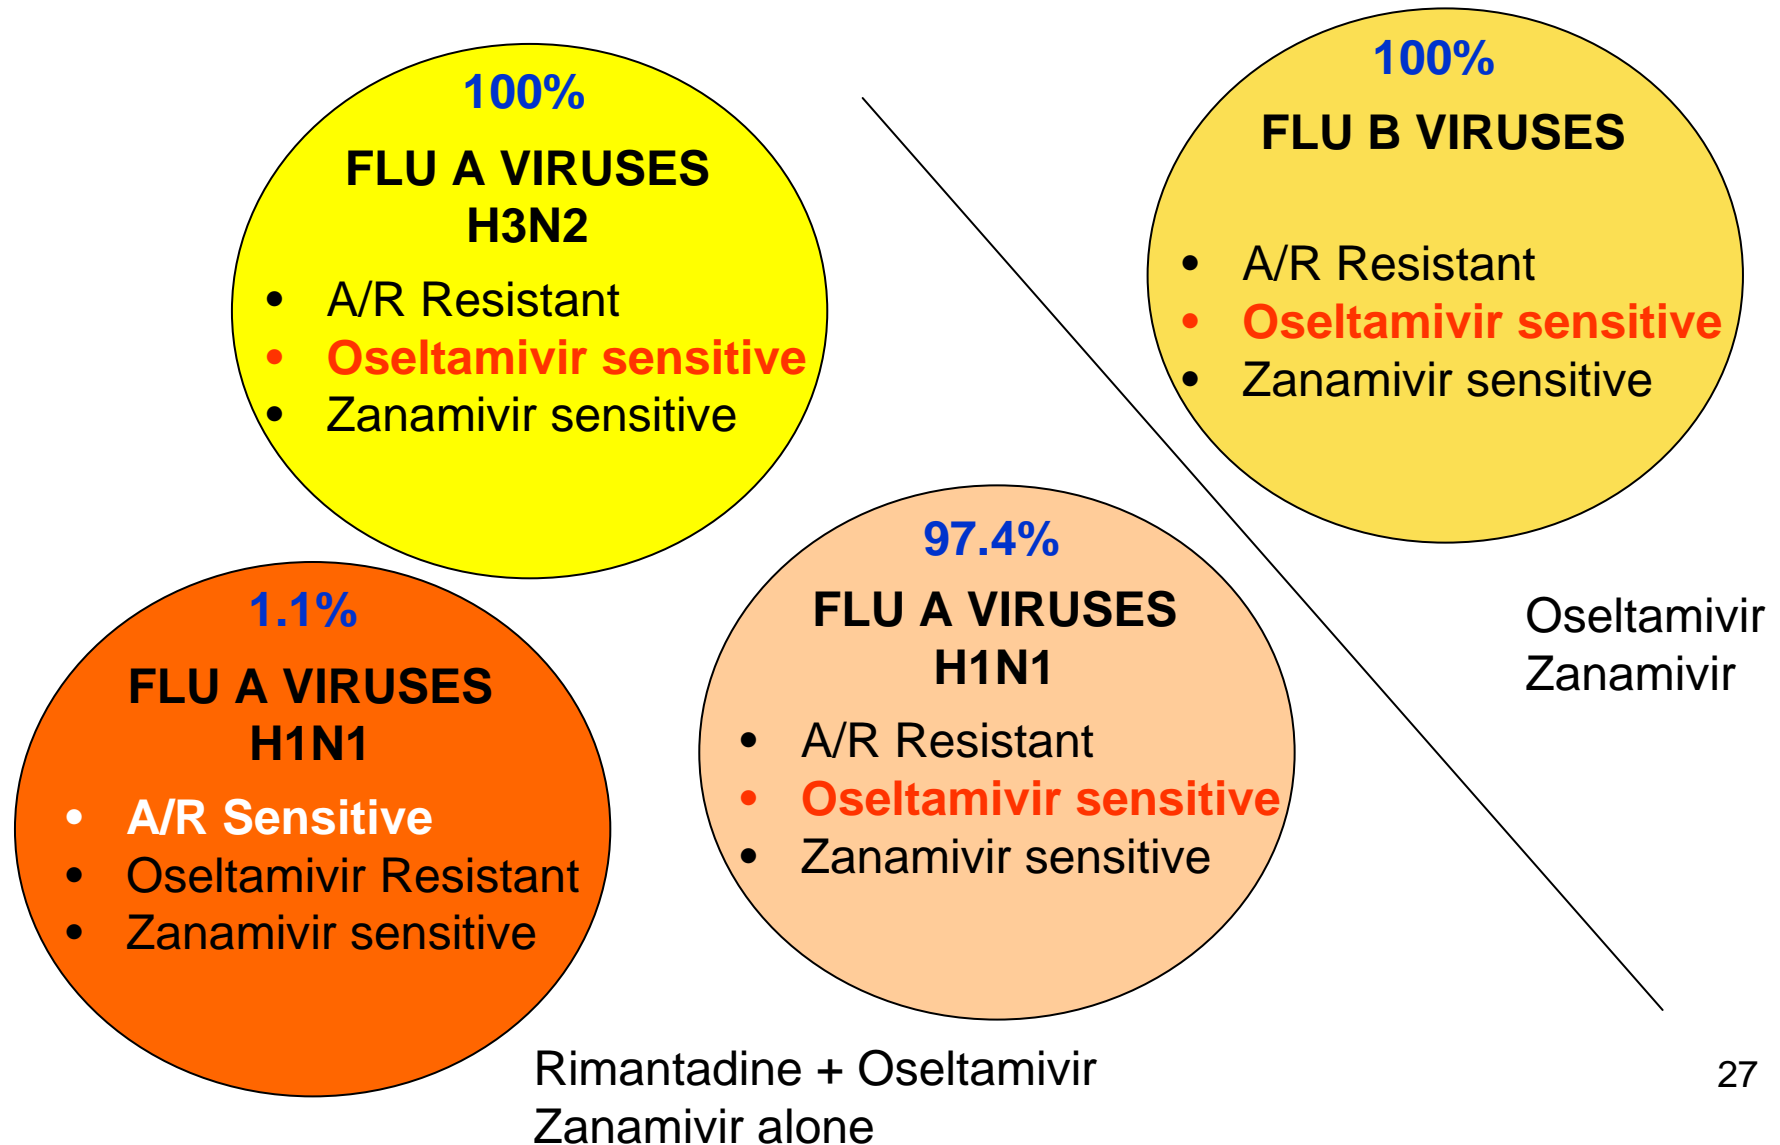 100%
FLU A VIRUSES
H3N2
• A/R Resistant
• Oseltamivir sensitive
• Zanamivir sensitive
100%
FLU B VIRUSES
• A/R Resistant
• Oseltamivir sensitive
• Zanamivir sensitive
1.1%
FLU A VIRUSES
H1N1
• A/R Sensitive
• Oseltamivir Resistant
• Zanamivir sensitive
97.4%
FLU A VIRUSES
H1N1
• A/R Resistant
• Oseltamivir sensitive
• Zanamivir sensitive
Oseltamivir
Zanamivir
Rimantadine + Oseltamivir
Zanamivir alone
27